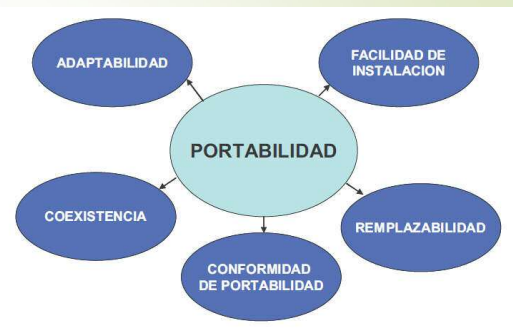 ADAPTABILIDAD
FACILIDAD DE
INSTALACION
PORTABILIDAD
COEXISTENCIA
REMPLAZABILIDAD
CONFORMIDAD
DE PORTABILIDAD